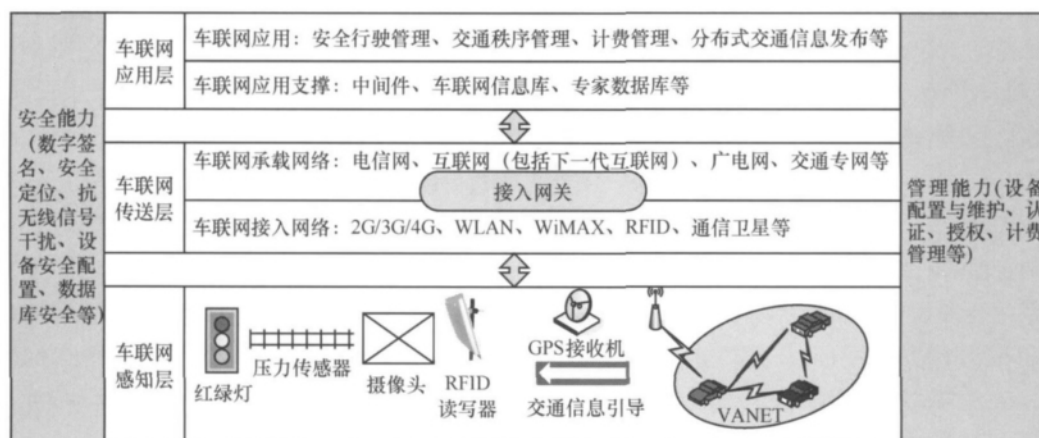 安全能力
(数字签
名、安全
定位、抗
无线信号
干扰、设
备安全配
置、数据
库安全等)
车联网
应用层
车联网应用：安全行驶管理、交通秩序管理、计费管理、分布式交通信息发布等
车联网应用支撑：中间件、车联网信息库、专家数据库等
车联网
传送层
车联网承载网络：电信网、互联网（包括下一代互联网）、广电网、交通专网等
接入网关
车联网接入网络：2G/3G/4G、WLAN、WiMAX、RFID、通信卫星等
车联网
感知层
红绿灯
压力传感器
摄像头
RFID
读写器
GPS接收机
交通信息引导
VANET
管理能力(设备
配置与维护、认
证、授权、计费
管理等)